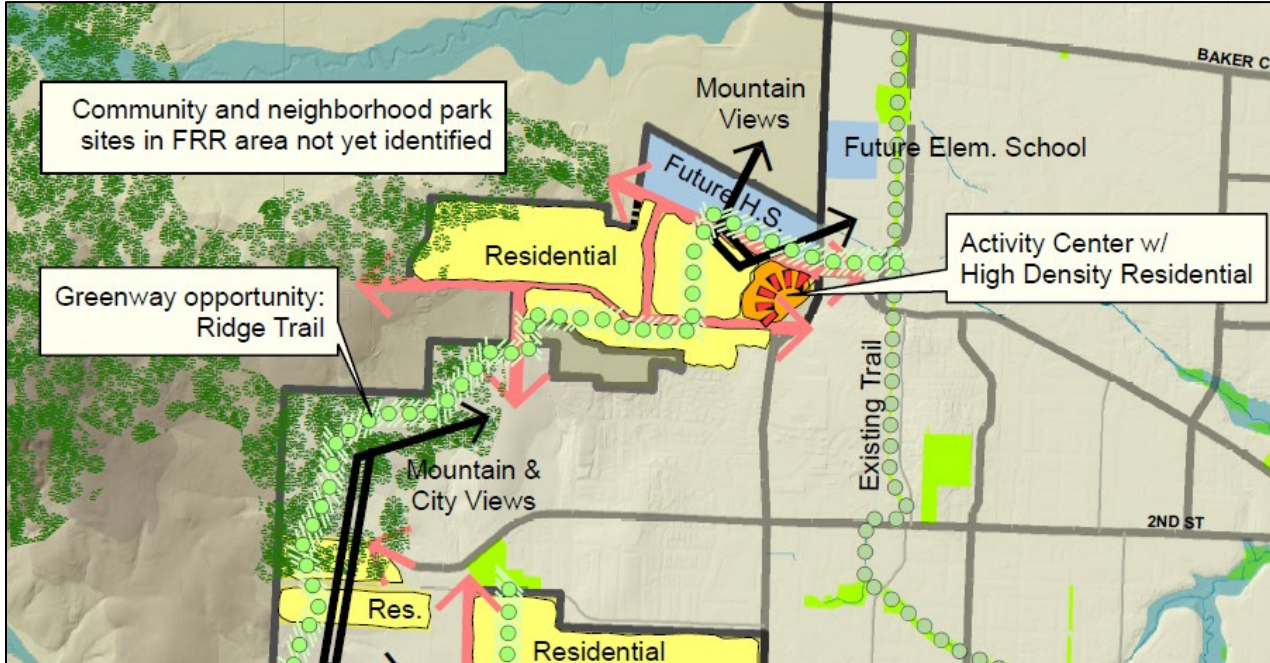 BAKER C
Community and neighborhood park
sites in FRR area not yet identified
Mountain
Views
Future Elem. School
Future H.S.
Residential
Activity Center w/
High Density Residential
Greenway opportunity:
Ridge Trail
Existing Trail
Mountain &
City Views
2ND ST
Res.
Residential